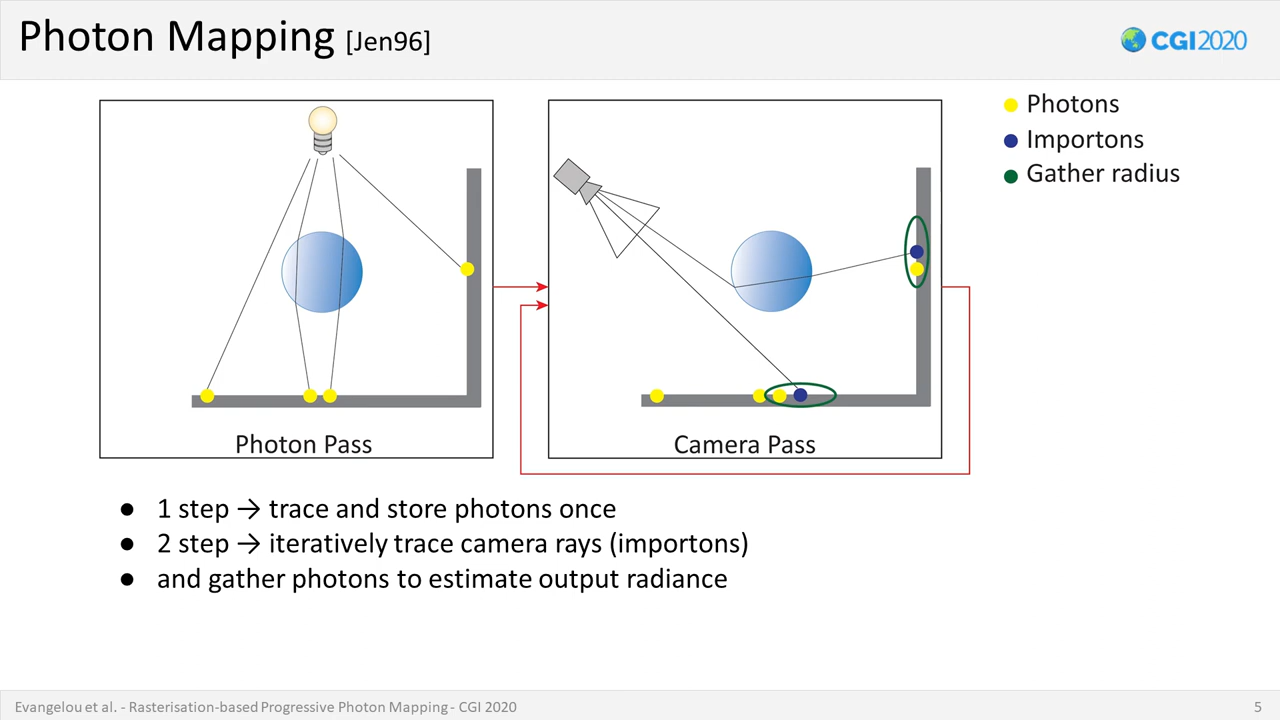 Photon Mapping [Jen96]
CGI2020
Photons
Importons
Gather radius
Photon Pass
Camera Pass
● 1 step → trace and store photons once
● 2 step → iteratively trace camera rays (importons)
● and gather photons to estimate output radiance
Evangelou et al. - Rasterisation-based Progressive Photon Mapping - CGI 2020
5